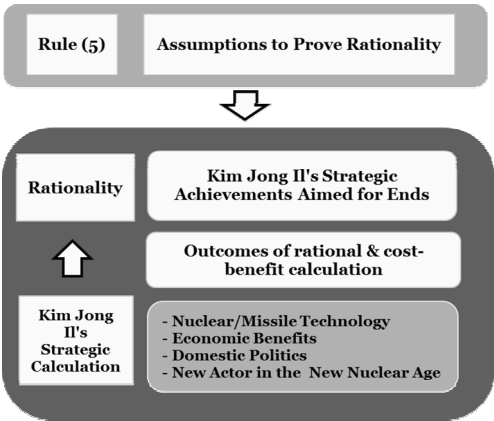 Rule (5)
Assumptions to Prove Rationality
Rationality
Kim Jong Il's Strategic
Achievements Aimed for Ends
Outcomes of rational & cost-
benefit calculation
Kim Jong
Il's
Strategic
Calculation
- Nuclear/Missile Technology
- Economic Benefits
- Domestic Politics
- New Actor in the New Nuclear Age